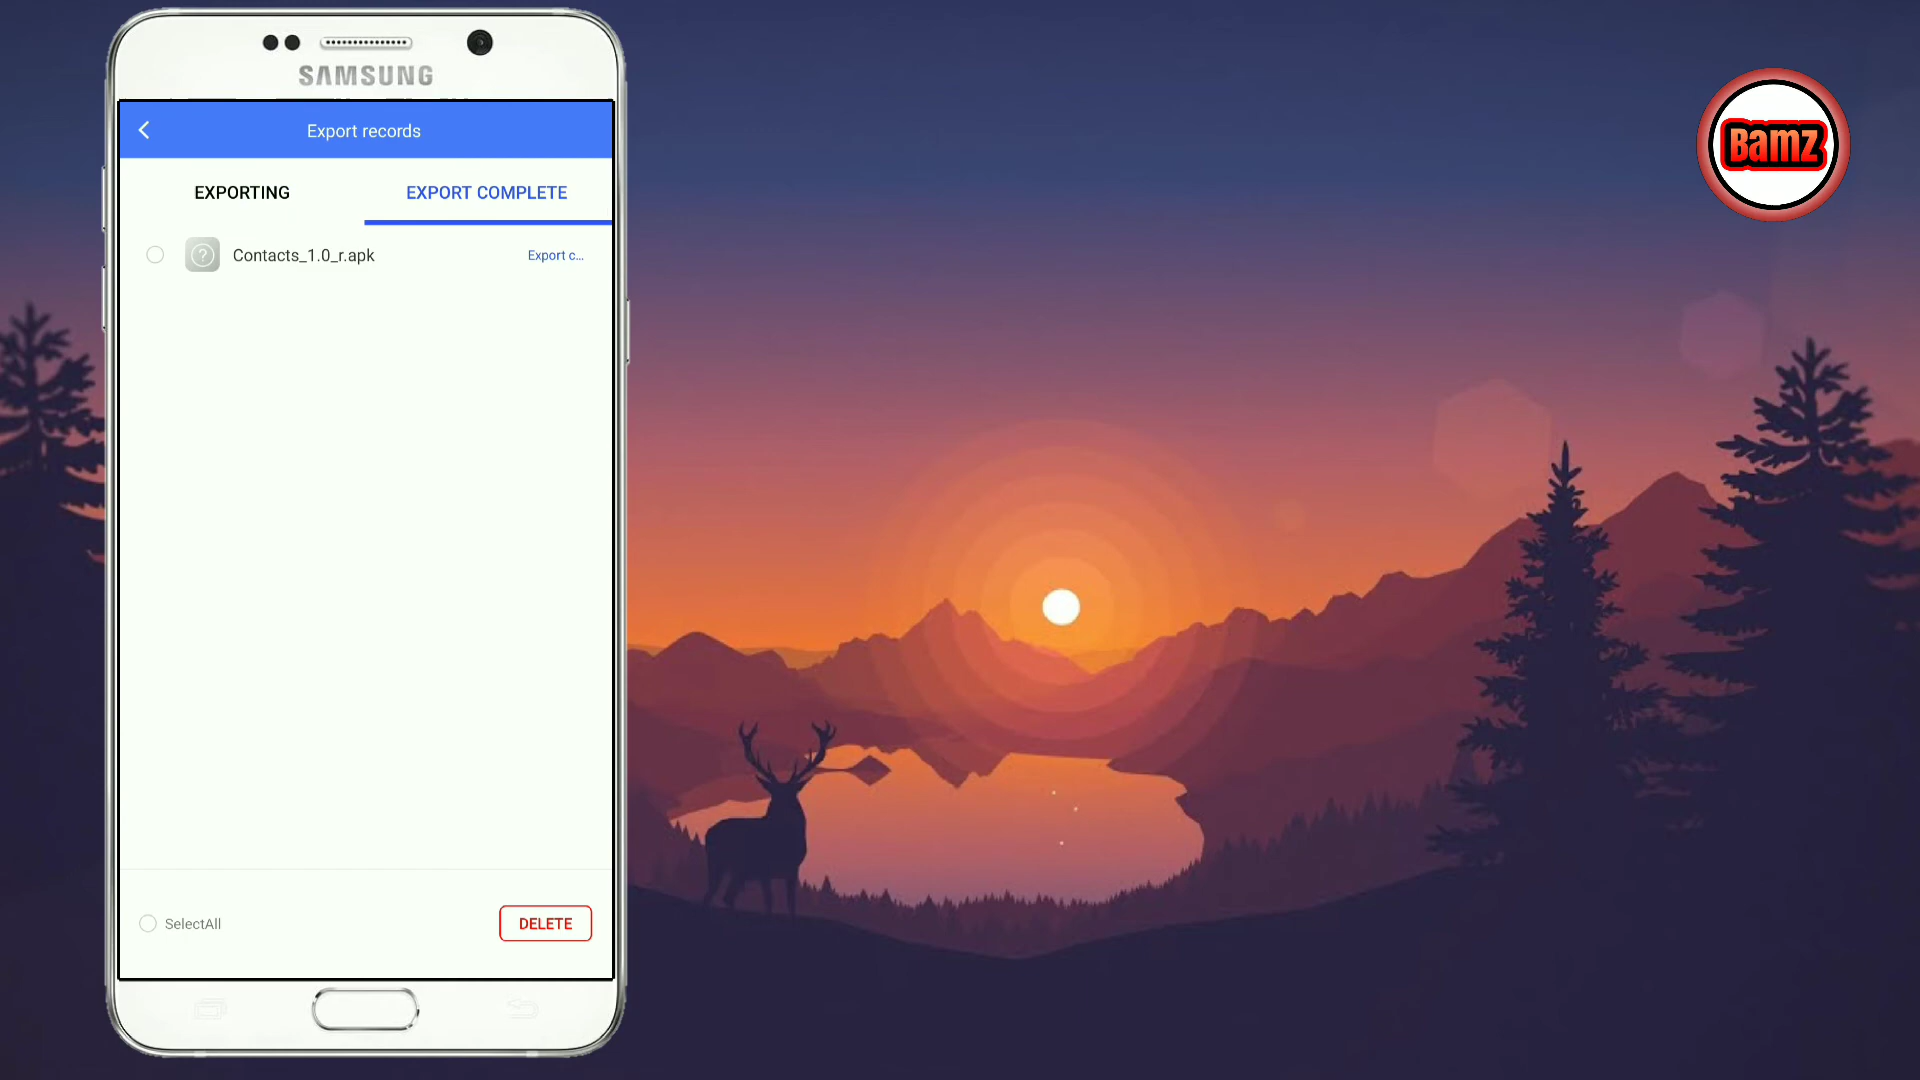 SAMSUNG
Export records
EXPORTING
EXPORT COMPLETE
Contacts_1.0_r.apk
Export c...
SelectAll
DELETE
Bamz